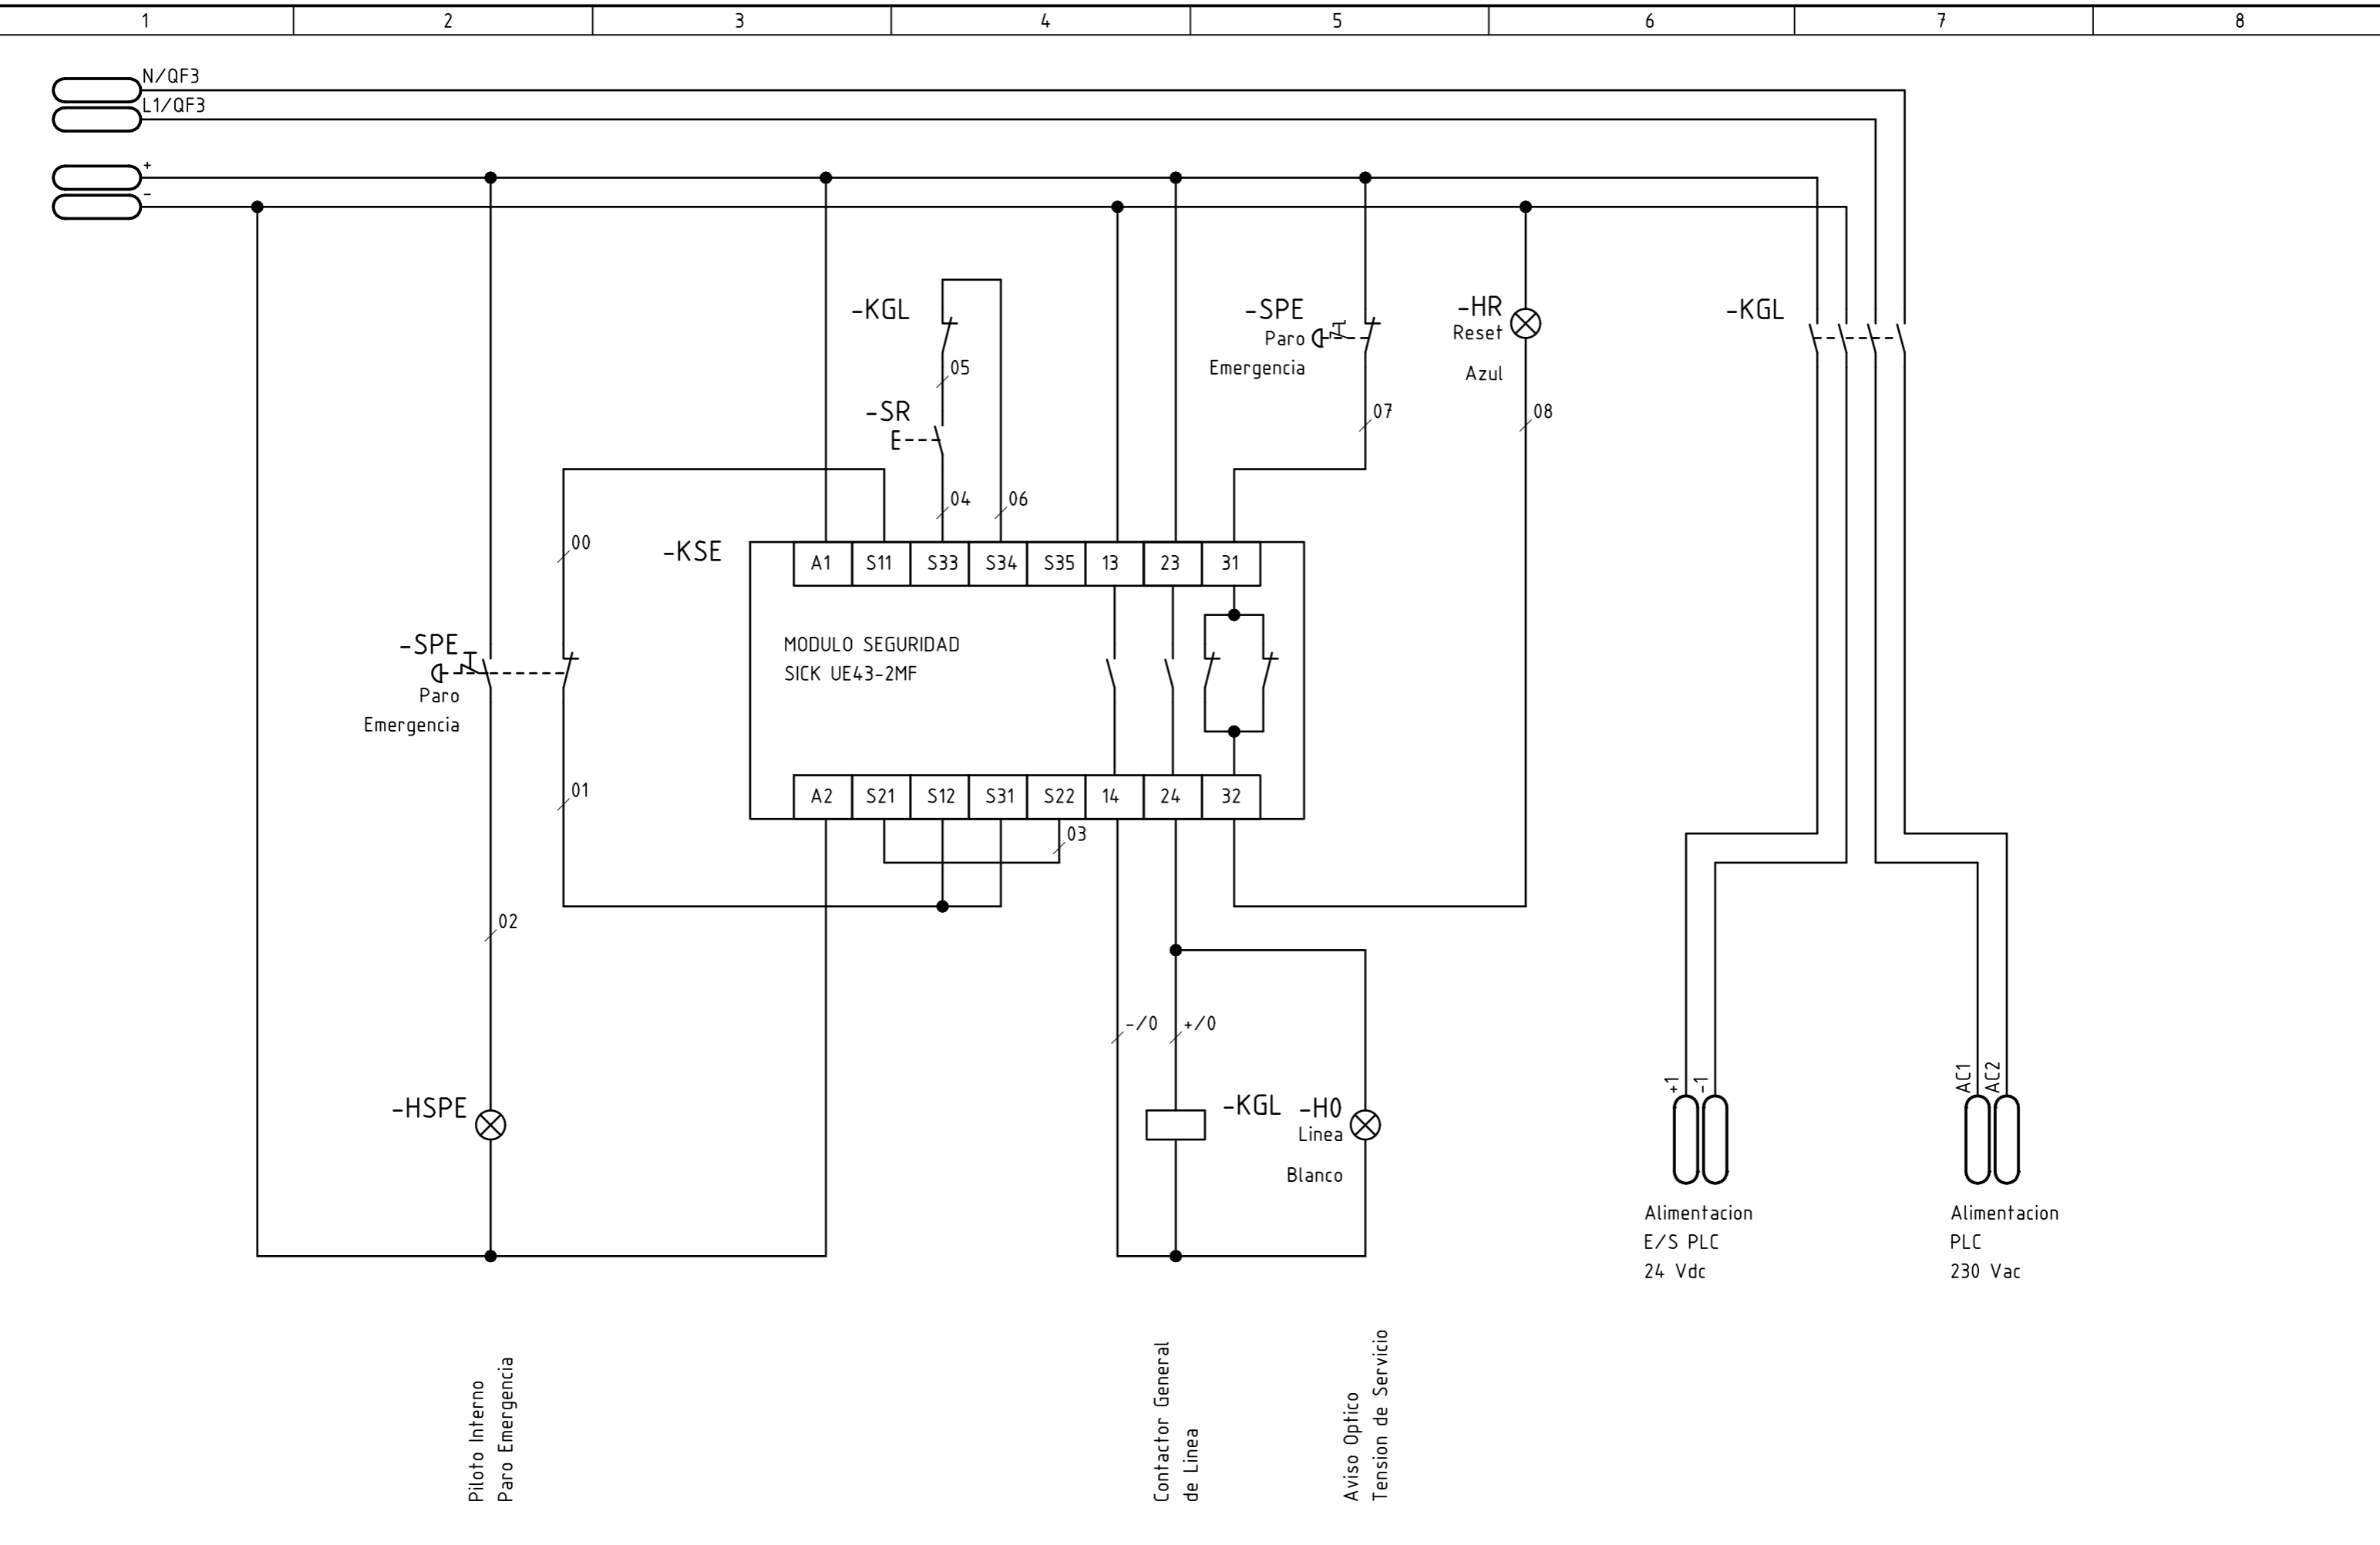 1 2 3 4 5 6 7 8
N/QF3
L1/QF3
+
-
-KGL
05
-SR
E
04
06
-SPE
Paro
Emergencia
07
-HR
Reset
Azul
08
-KGL
00
-KSE
A1 S11 S33 S34 S35 13 23 31
MODULO SEGURIDAD
SICK UE43-2MF
A2 S21 S12 S31 S22 14 24 32
03
-SPE
Paro
Emergencia
01
02
-/0 +/0
-HSPE
-KGL
-H0
Linea
Blanco
+1
-1
AC1
AC2
Alimentacion
E/S PLC
24 Vdc
Alimentacion
PLC
230 Vac
Piloto Interno
Paro Emergencia
Contactor General
de Linea
Aviso Optico
Tension de Servicio